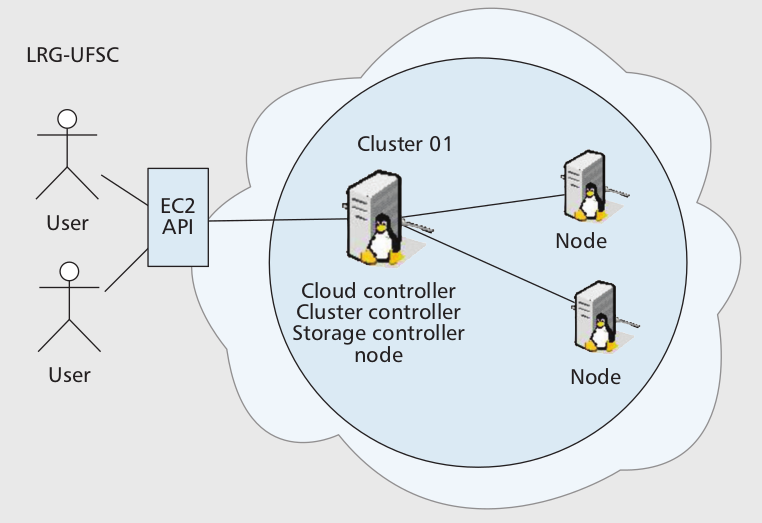 LRG-UFSC
User
User
EC2
API
Cluster 01
Cloud controller
Cluster controller
Storage controller
node
Node
Node